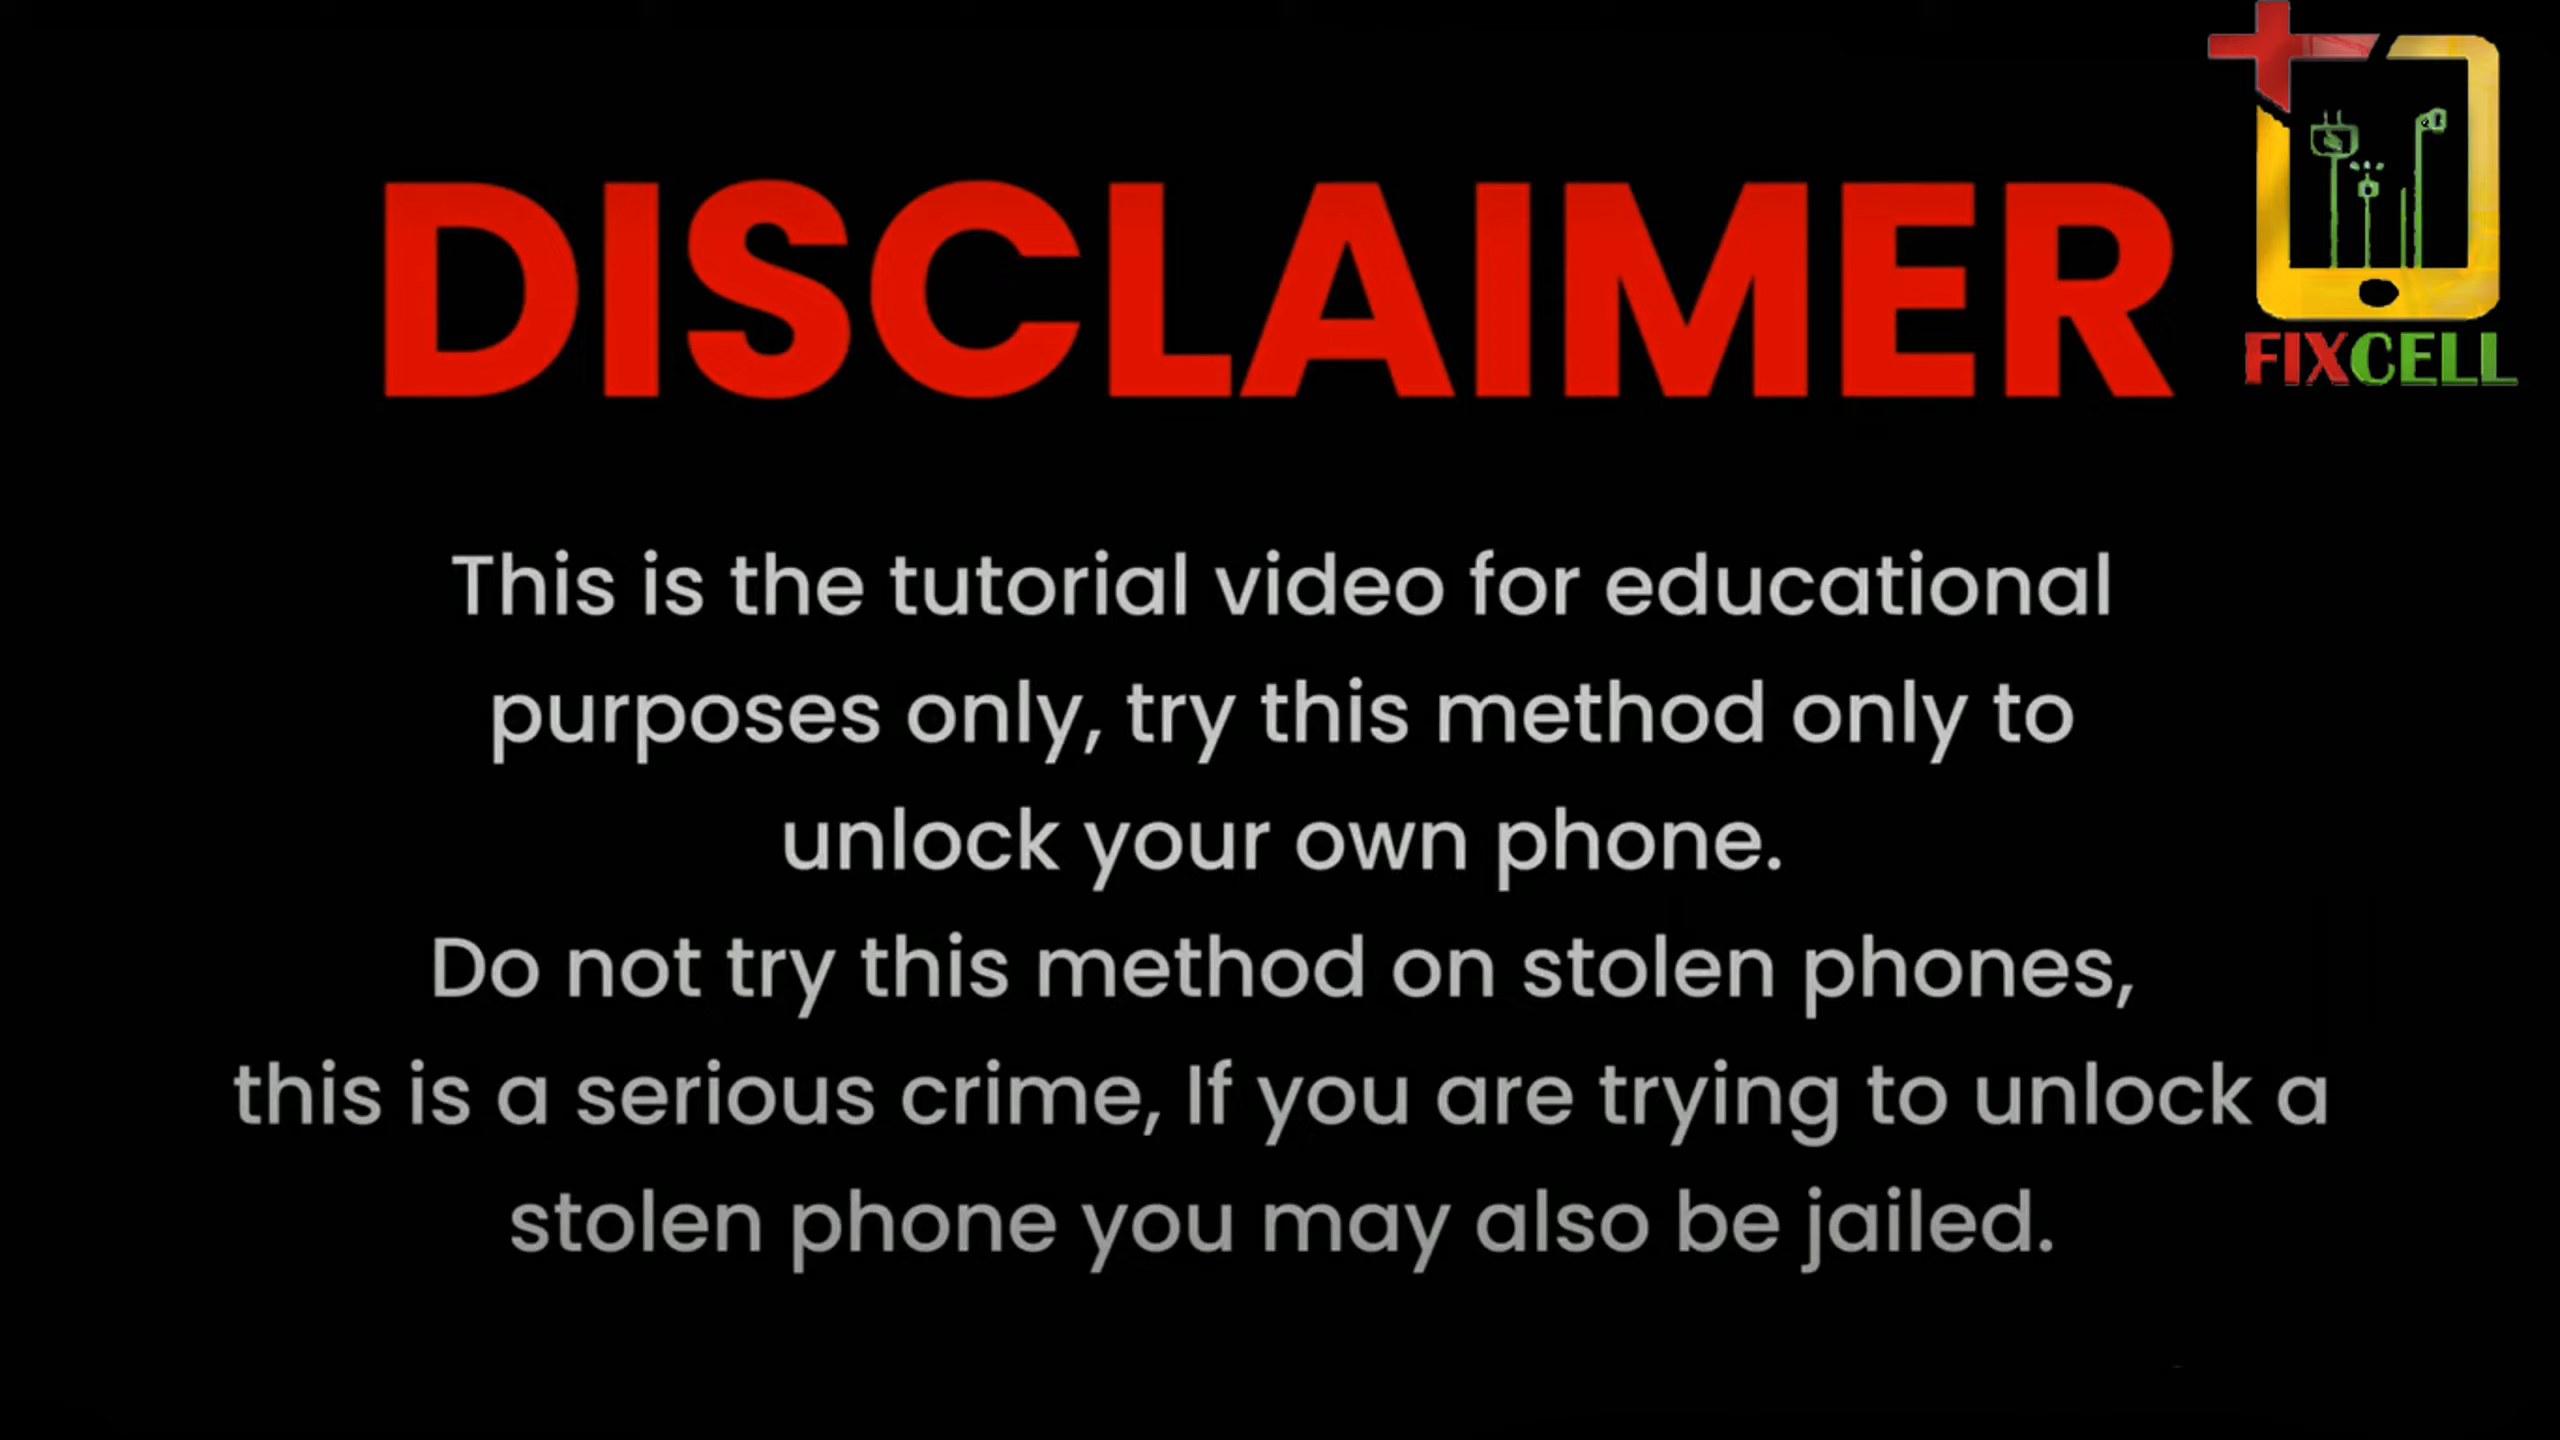 DISCLAIMER
FIXCELL
This is the tutorial video for educational
purposes only, try this method only to
unlock your own phone.
Do not try this method on stolen phones,
this is a serious crime, If you are trying to unlock a
stolen phone you may also be jailed.